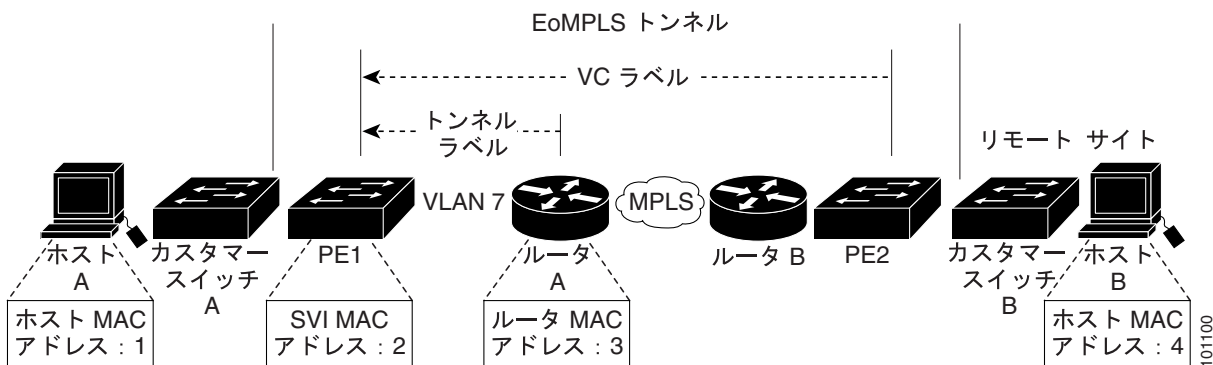 EoMPLS トンネル
VC ラベル
トンネル
ラベル
リモート サイト
VLAN 7
MPLS
ホスト
A
カスタマー
スイッチ
A
PE1
ルータ
A
ルータ B
PE2
カスタマー
スイッチ
B
ホスト
B
ホスト MAC
アドレス : 1
SVI MAC
アドレス : 2
ルータ MAC
アドレス : 3
ホスト MAC
アドレス : 4
101100